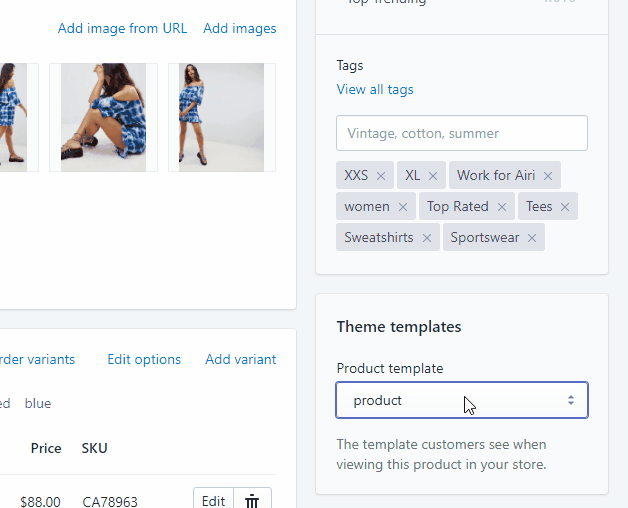 Add image from URL Add images
Top Trending
Tags
View all tags
Vintage, cotton, summer
XXS × XL × Work for Airi ×
women × Top Rated × Tees ×
Sweatshirts × Sportswear ×
Theme templates
Product template
product
The template customers see when
viewing this product in your store.
rder variants Edit options Add variant
ed blue
Price SKU
$88.00 CA78963 Edit